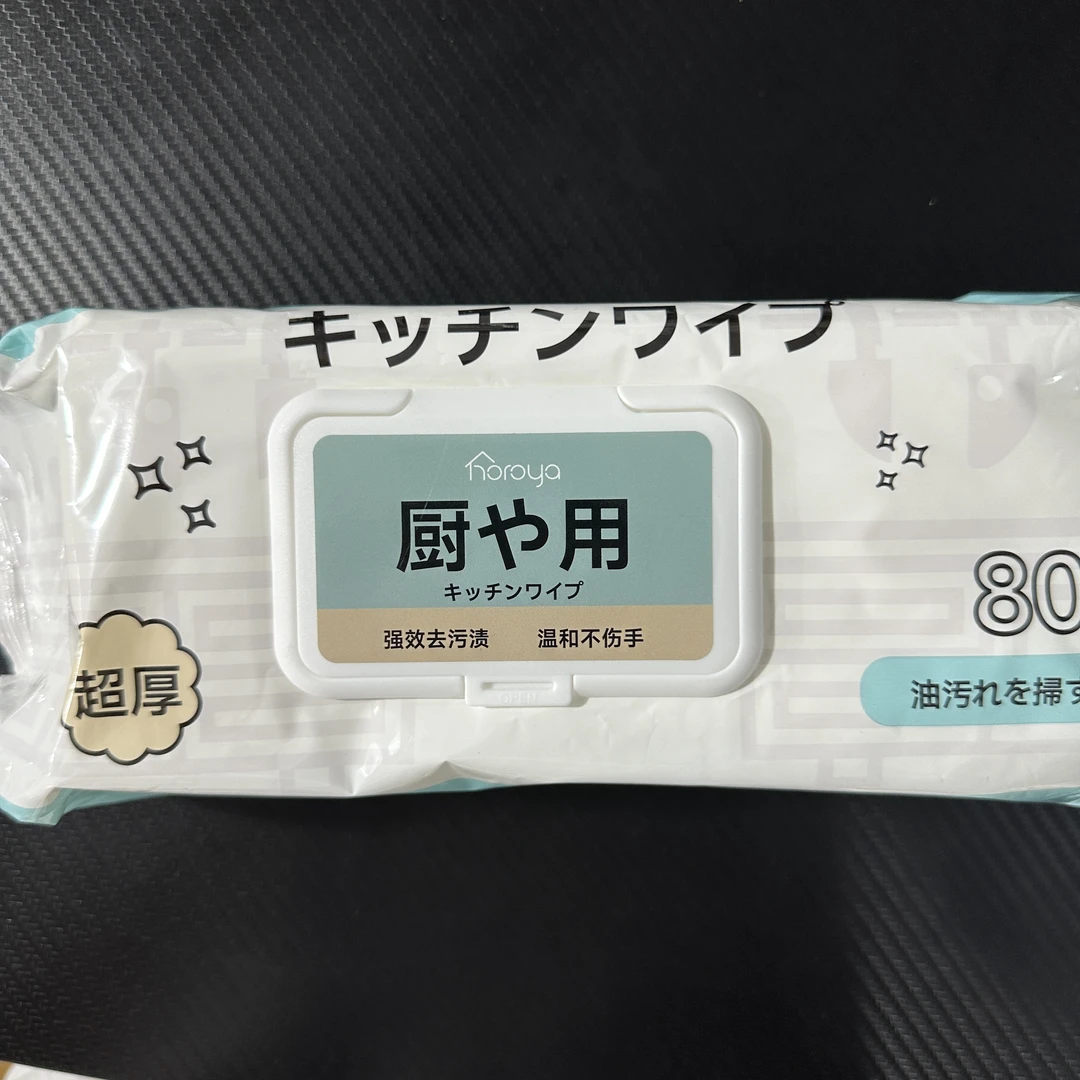 キッチンワイプ
horoya
厨や用
キッチンワイプ
强效去污渍 温和不伤手
超厚
80
油汚れを掃す
OPEN